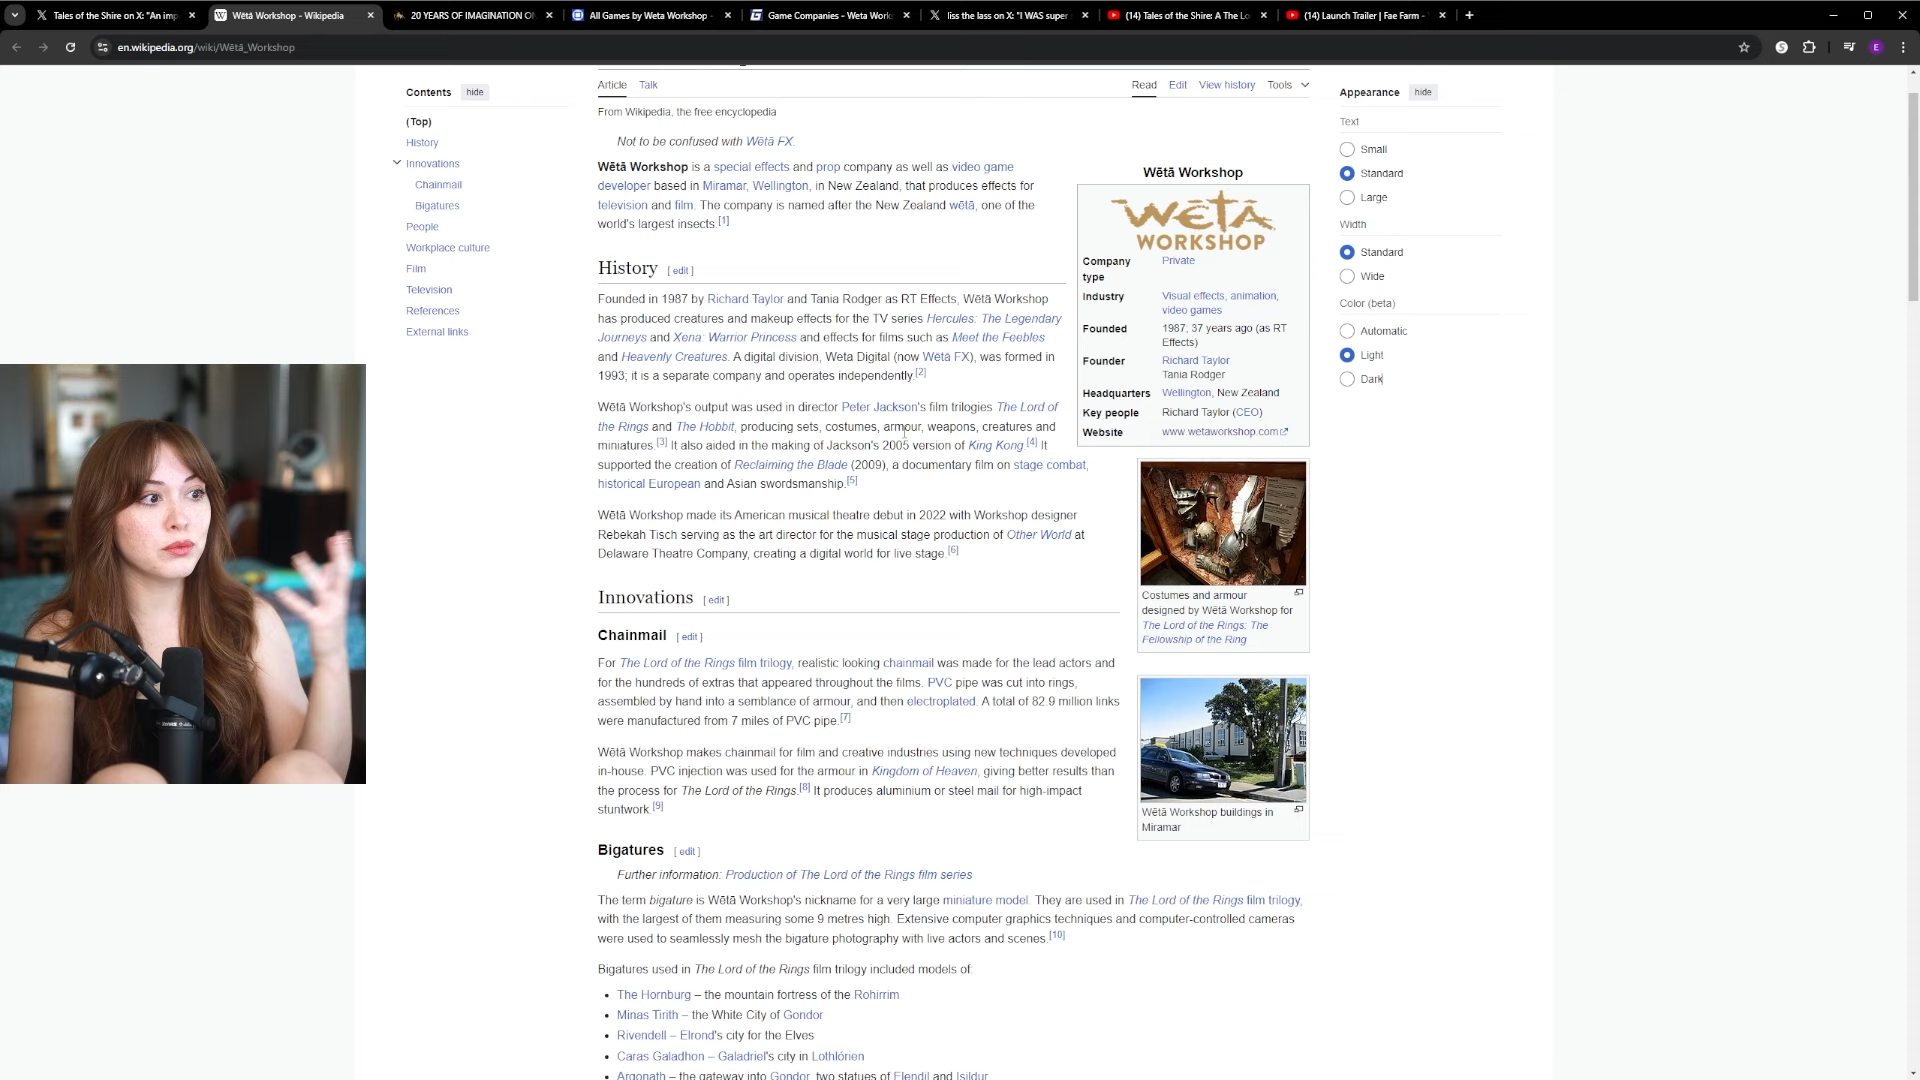 Tales of the Shire on X: "An imp
Wētā Workshop - Wikipedia
20 YEARS OF IMAGINATION ON
All Games by Weta Workshop -
Game Companies - Weta Works
liss the lass on X: "I WAS super
(14) Tales of the Shire: A The Lo
(14) Launch Trailer | Fae Farm -
en.wikipedia.org/wiki/Wētā_Workshop
E
Contents hide
(Top)
History
Innovations
Chainmail
Bigatures
People
Workplace culture
Film
Television
References
External links
Article Talk
Read Edit View history Tools
From Wikipedia, the free encyclopedia
Not to be confused with Wētā FX.
Wētā Workshop is a special effects and prop company as well as video game
developer based in Miramar, Wellington, in New Zealand, that produces effects for
television and film. The company is named after the New Zealand wētā, one of the
world's largest insects.[1]
History [ edit ]
Founded in 1987 by Richard Taylor and Tania Rodger as RT Effects, Wētā Workshop
has produced creatures and makeup effects for the TV series Hercules: The Legendary
Journeys and Xena: Warrior Princess and effects for films such as Meet the Feebles
and Heavenly Creatures. A digital division, Weta Digital (now Wētā FX), was formed in
1993; it is a separate company and operates independently.[2]
Wētā Workshop's output was used in director Peter Jackson's film trilogies The Lord of
the Rings and The Hobbit, producing sets, costumes, armour, weapons, creatures and
miniatures.[3] It also aided in the making of Jackson's 2005 version of King Kong.[4] It
supported the creation of Reclaiming the Blade (2009), a documentary film on stage combat,
historical European and Asian swordsmanship.[5]
Wētā Workshop made its American musical theatre debut in 2022 with Workshop designer
Rebekah Tisch serving as the art director for the musical stage production of Other World at
Delaware Theatre Company, creating a digital world for live stage.[6]
Innovations [ edit ]
Chainmail [ edit ]
For The Lord of the Rings film trilogy, realistic looking chainmail was made for the lead actors and
for the hundreds of extras that appeared throughout the films. PVC pipe was cut into rings,
assembled by hand into a semblance of armour, and then electroplated. A total of 82.9 million links
were manufactured from 7 miles of PVC pipe.[7]
Wētā Workshop makes chainmail for film and creative industries using new techniques developed
in-house. PVC injection was used for the armour in Kingdom of Heaven, giving better results than
the process for The Lord of the Rings.[8] It produces aluminium or steel mail for high-impact
stuntwork.[9]
Bigatures [ edit ]
Further information: Production of The Lord of the Rings film series
The term bigature is Wētā Workshop's nickname for a very large miniature model. They are used in The Lord of the Rings film trilogy,
with the largest of them measuring some 9 metres high. Extensive computer graphics techniques and computer-controlled cameras
were used to seamlessly mesh the bigature photography with live actors and scenes.[10]
Bigatures used in The Lord of the Rings film trilogy included models of:
The Hornburg – the mountain fortress of the Rohirrim
Minas Tirith – the White City of Gondor
Rivendell – Elrond's city for the Elves
Caras Galadhon – Galadriel's city in Lothlórien
Argonath – the gateway into Gondor, two statues of Elendil and Isildur
Wētā Workshop
WETA
WORKSHOP
Company type Private
Industry Visual effects, animation, video games
Founded 1987; 37 years ago (as RT Effects)
Founder Richard Taylor
Tania Rodger
Headquarters Wellington, New Zealand
Key people Richard Taylor (CEO)
Website www.wetaworkshop.com
Costumes and armour
designed by Wētā Workshop for
The Lord of the Rings: The
Fellowship of the Ring
Wētā Workshop buildings in
Miramar
Appearance hide
Text
Small
Standard
Large
Width
Standard
Wide
Color (beta)
Automatic
Light
Dark